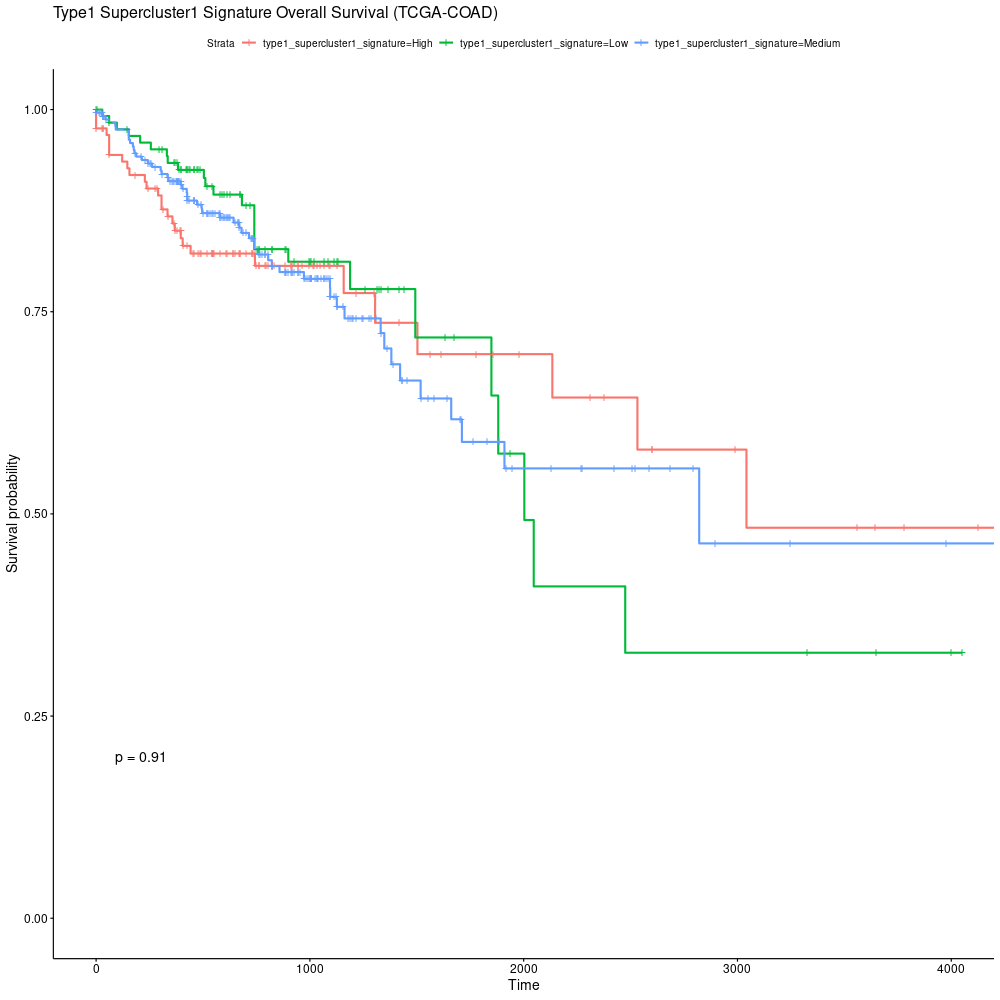 Type1 Supercluster1 Signature Overall Survival (TCGA-COAD)
Strata type1_supercluster1_signature=High type1_supercluster1_signature=Low type1_supercluster1_signature=Medium
1.00
0.75
0.50
0.25
0.00
Survival probability
p = 0.91
0 1000 2000 3000 4000
Time